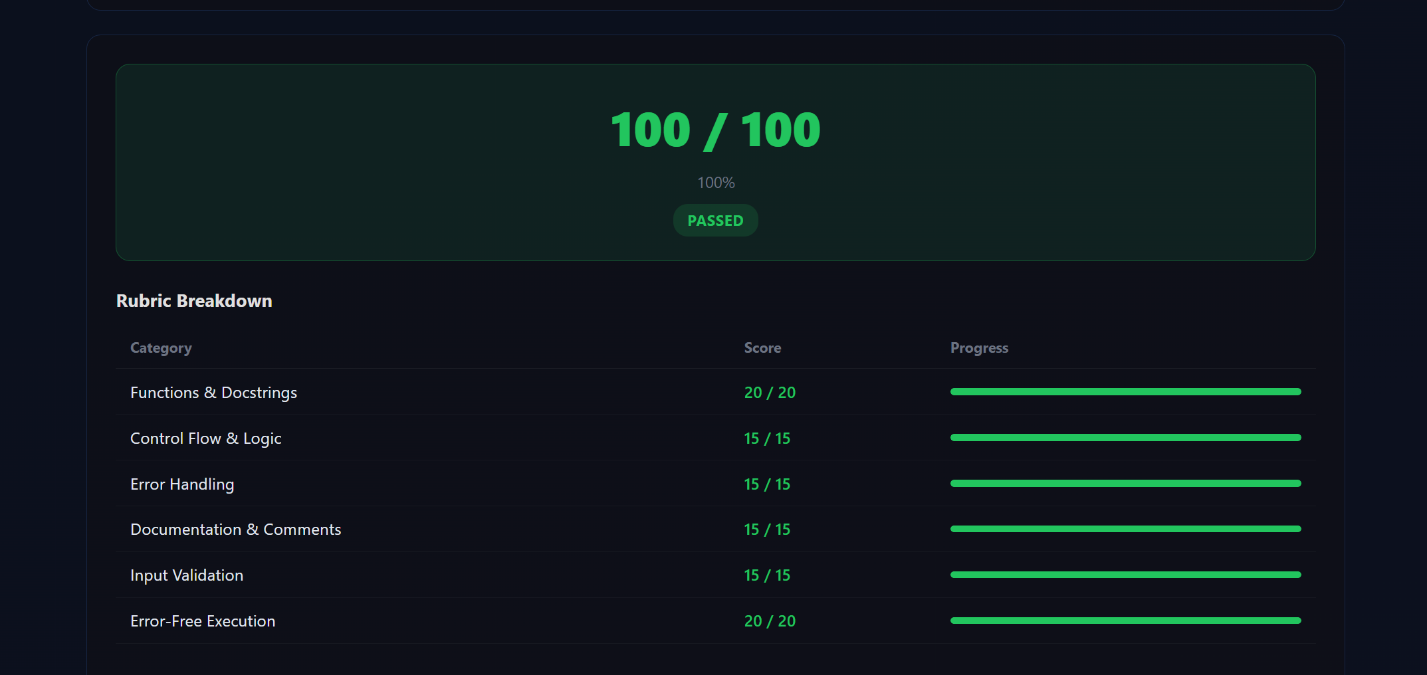 100 / 100
100%
PASSED
Rubric Breakdown
Category Score Progress
Functions & Docstrings 20 / 20
Control Flow & Logic 15 / 15
Error Handling 15 / 15
Documentation & Comments 15 / 15
Input Validation 15 / 15
Error-Free Execution 20 / 20